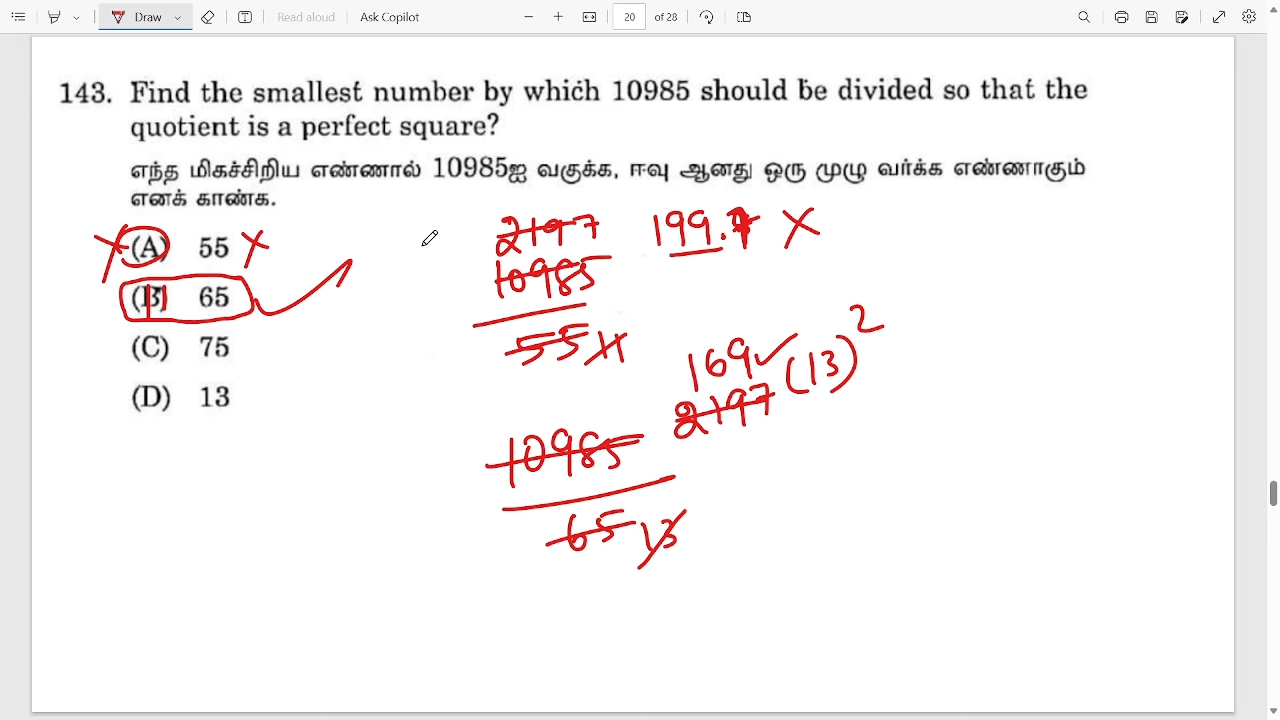 Draw
Read aloud
Ask Copilot
20
of 28
143. Find the smallest number by which 10985 should be divided so that the
quotient is a perfect square?
எந்த மிகச்சிறிய எண்ணால் 10985ஐ வகுக்க, ஈவு ஆனது ஒரு முழு வர்க்க எண்ணாகும்
எனக் காண்க.
(A) 55
(B) 65
(C) 75
(D) 13
2197
10985
55 11
199.
169 (13)2
2197
10985
65 13